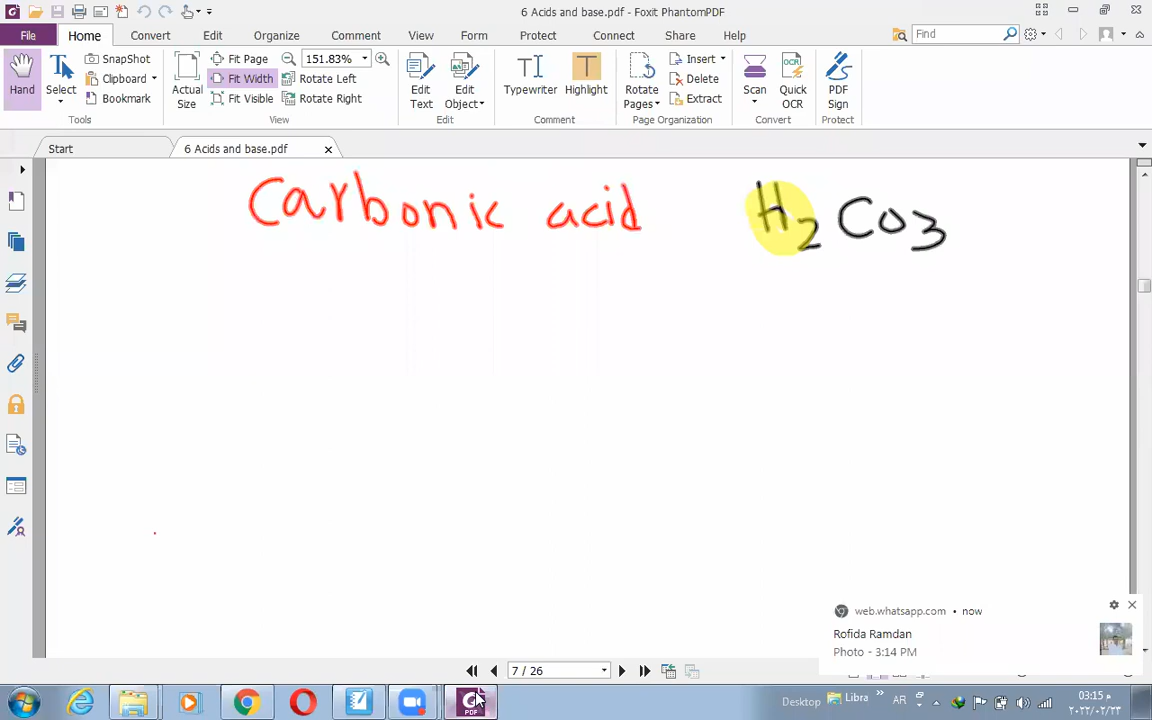 6 Acids and base.pdf - Foxit PhantomPDF
File Home Convert Edit Organize Comment View Form Protect Connect Share Help Find
Hand Select SnapShot Clipboard Bookmark Tools
Actual Size Fit Page Fit Width Fit Visible 151.83% Rotate Left Rotate Right View
Edit Text Edit Object Edit
Typewriter Highlight Comment
Rotate Pages Insert Delete Extract Page Organization
Scan Quick OCR Convert
PDF Sign Protect
Start 6 Acids and base.pdf
Carbonic acid H2Co3
web.whatsapp.com • now
Rofida Ramdan
Photo - 3:14 PM
7 / 26
Desktop Libra » AR 03:15 م
٢٠٢٢/٠٢/٢٣